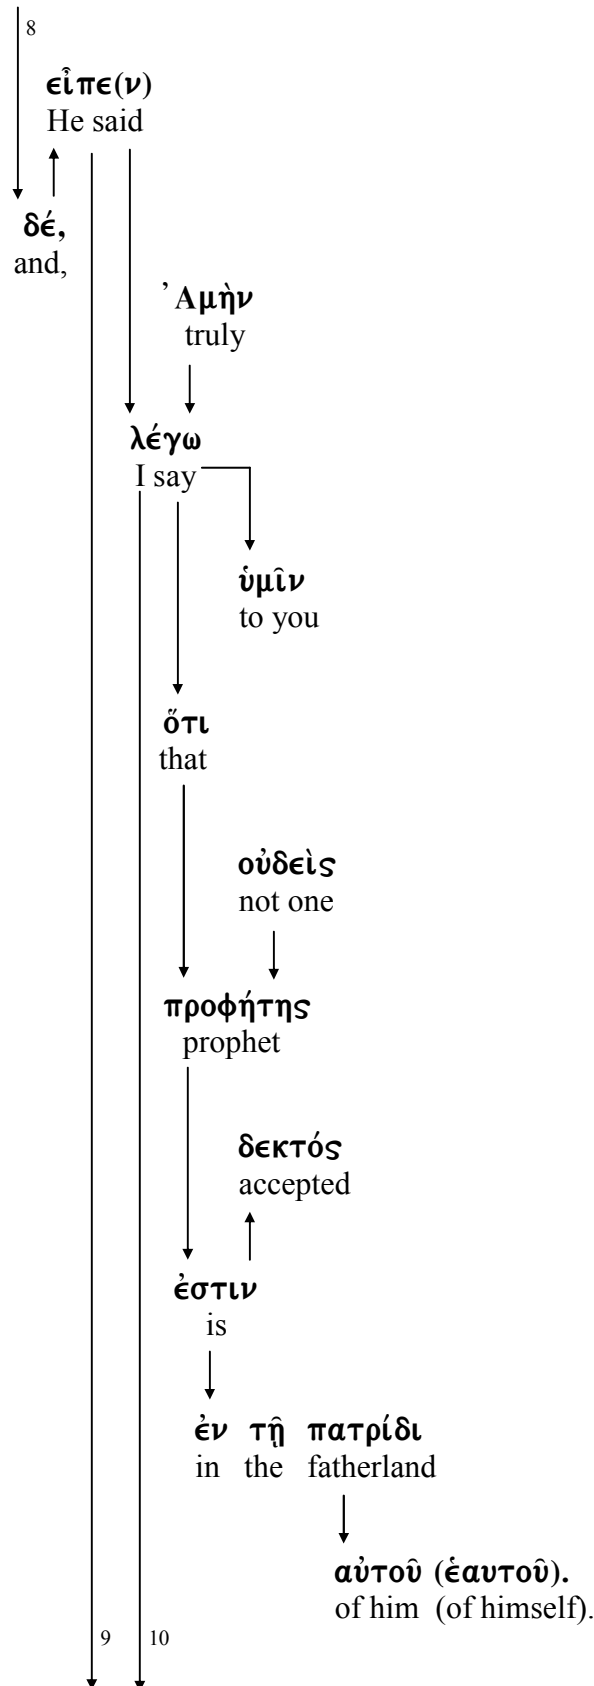 8
εἶπε(ν)
He said
δέ,
and,
Ἀμὴν
truly
λέγω
I say
ὑμῖν
to you
ὅτι
that
οὐδεὶς
not one
προφήτης
prophet
δεκτός
accepted
ἐστιν
is
ἐν τῇ πατρίδι
in the fatherland
αὐτοῦ (ἑαυτοῦ).
of him (of himself).
9 10